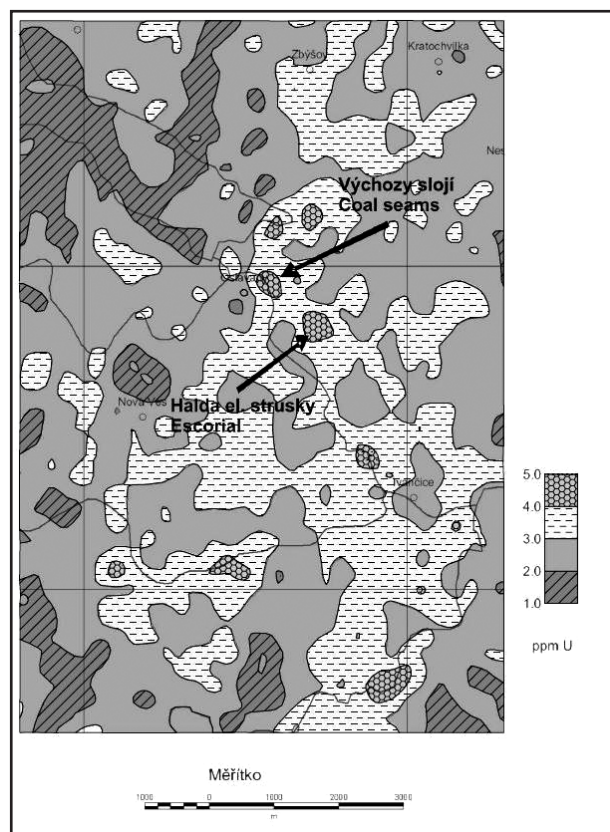 Zbýšov
Kratochvilka
Výchozy slojí
Coal seams
Halda el. strusky
Escorial
Nová Ves
Ivančice
5.0
4.0
3.0
2.0
1.0
ppm U
Měřítko
1000
0
1000
2000
3000
m